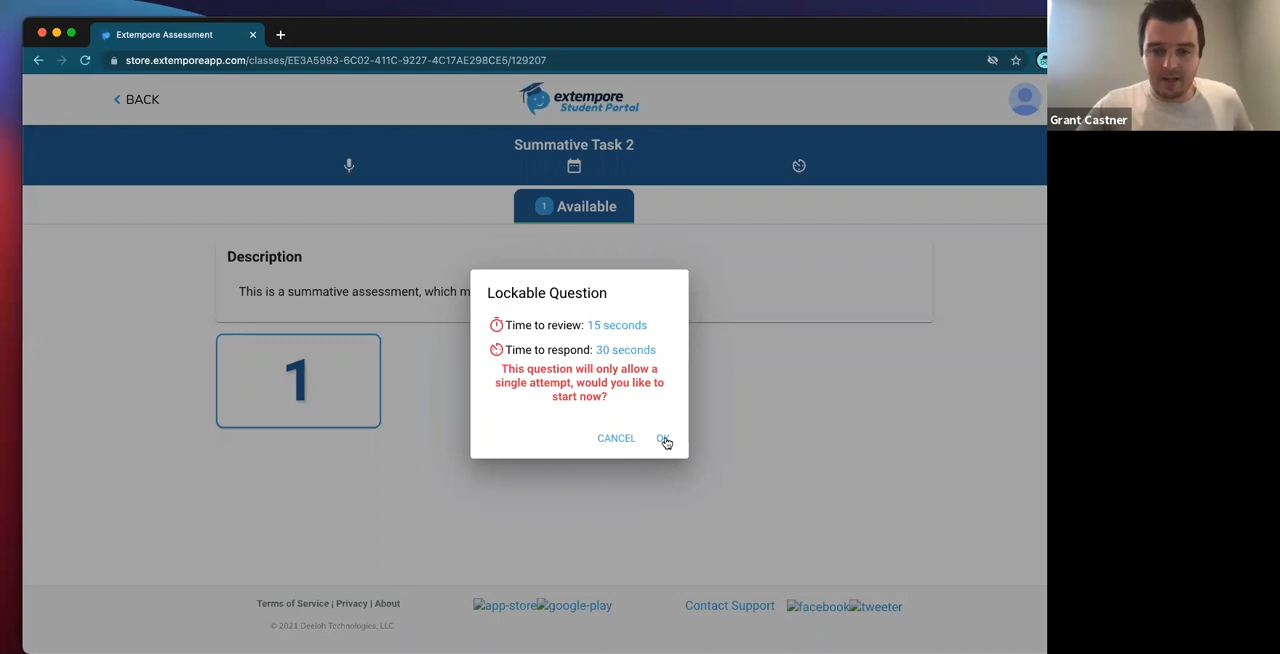 Extempore Assessment
store.extemporeapp.com/classes/EE3A5993-6C02-411C-9227-4C17AE298CE5/129207
BACK
extempore
Student Portal
Grant Castner
Summative Task 2
1 Available
Description
This is a summative assessment, which m
1
Lockable Question
Time to review: 15 seconds
Time to respond: 30 seconds
This question will only allow a
single attempt, would you like to
start now?
CANCEL OK
Terms of Service | Privacy | About
app-store google-play
Contact Support
facebook tweeter
© 2021 Deeloh Technologies, LLC.